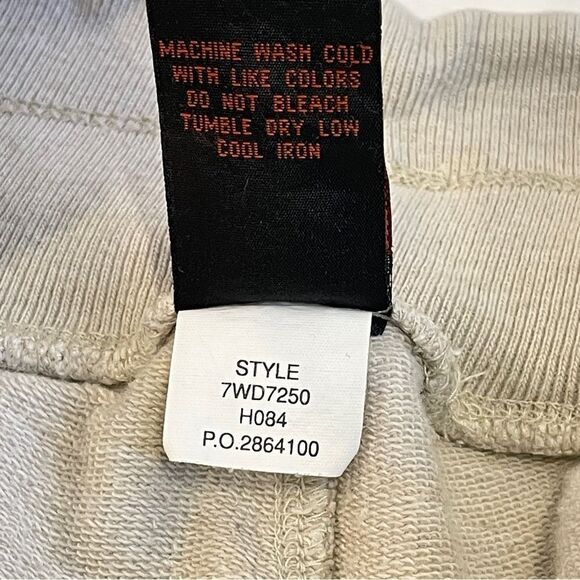 MACHINE WASH COLD
WITH LIKE COLORS
DO NOT BLEACH
TUMBLE DRY LOW
COOL IRON
STYLE
7WD7250
H084
P.O.2864100